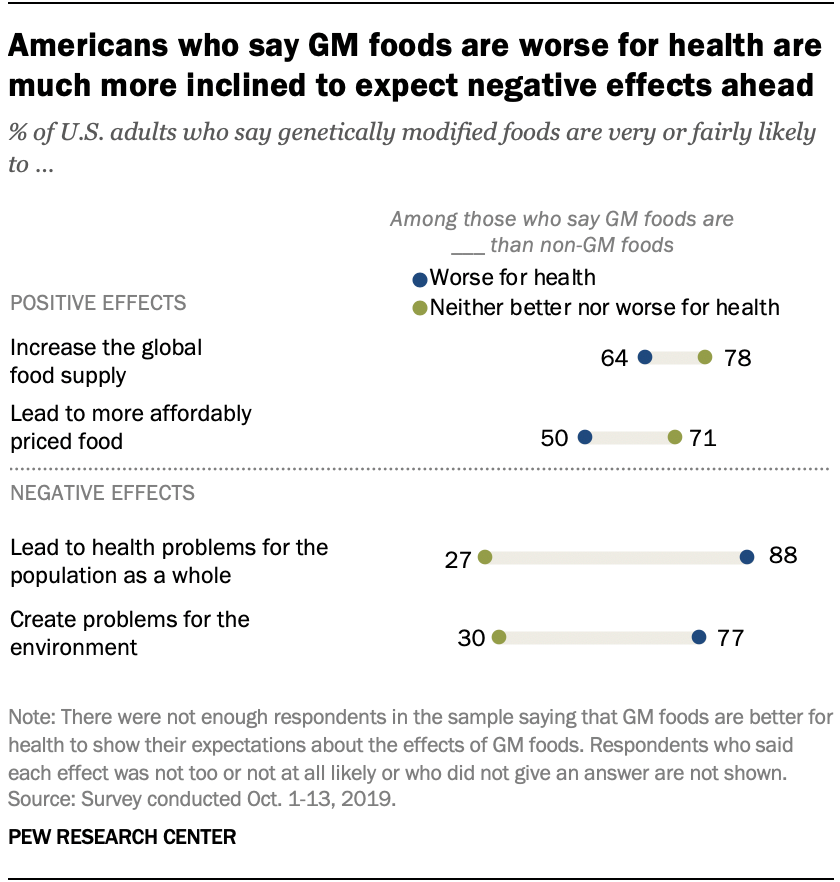 Americans who say GM foods are worse for health are
much more inclined to expect negative effects ahead
% of U.S. adults who say genetically modified foods are very or fairly likely
to ...
Among those who say GM foods are
___ than non-GM foods
Worse for health
POSITIVE EFFECTS
Neither better nor worse for health
Increase the global
food supply
64 78
Lead to more affordably
priced food
50 71
NEGATIVE EFFECTS
Lead to health problems for the
population as a whole
27 88
Create problems for the
environment
30 77
Note: There were not enough respondents in the sample saying that GM foods are better for
health to show their expectations about the effects of GM foods. Respondents who said
each effect was not too or not at all likely or who did not give an answer are not shown.
Source: Survey conducted Oct. 1-13, 2019.
PEW RESEARCH CENTER